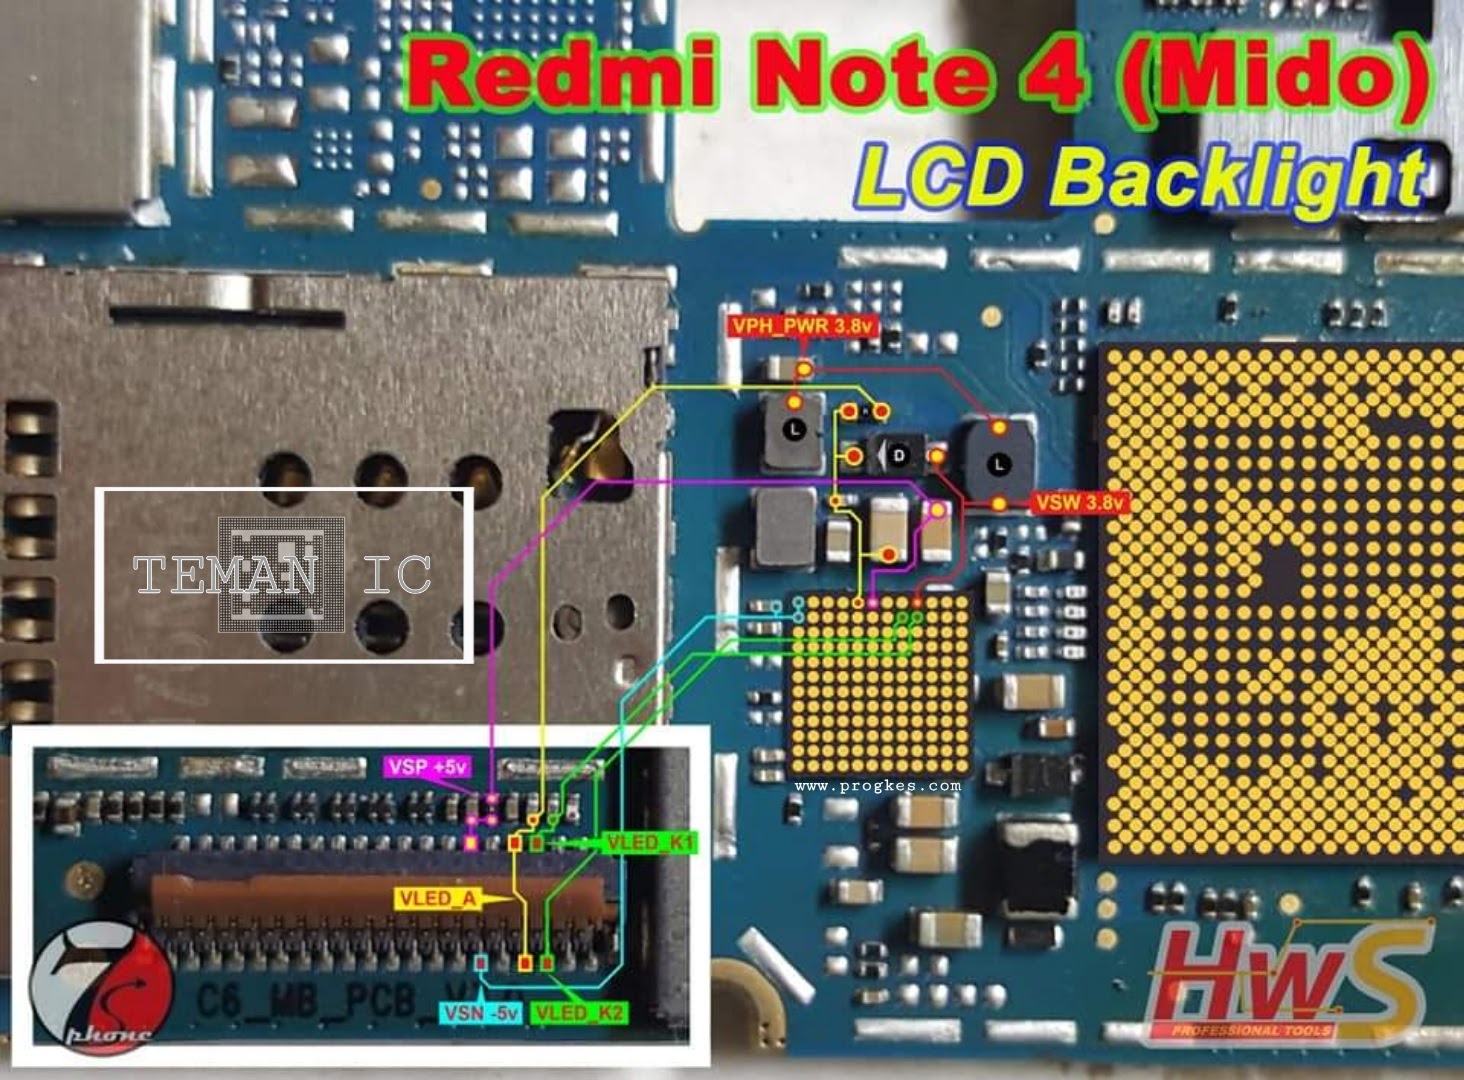 Redmi Note 4 (Mido)
LCD Backlight
VPH_PWR 3.8v
L
D
L
VSW 3.8v
TEMAN IC
www.progkes.com
VSP +5v
VLED_K1
VLED_A
C6_MB_PCB
VSN -5v
VLED_K2
7
phone
HWS
PROFESSIONAL TOOLS